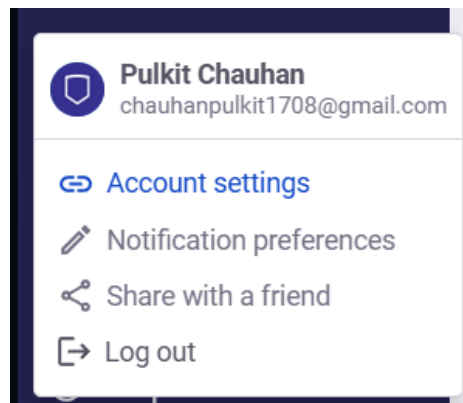 Pulkit Chauhan
chauhanpulkit1708@gmail.com
Account settings
Notification preferences
Share with a friend
Log out